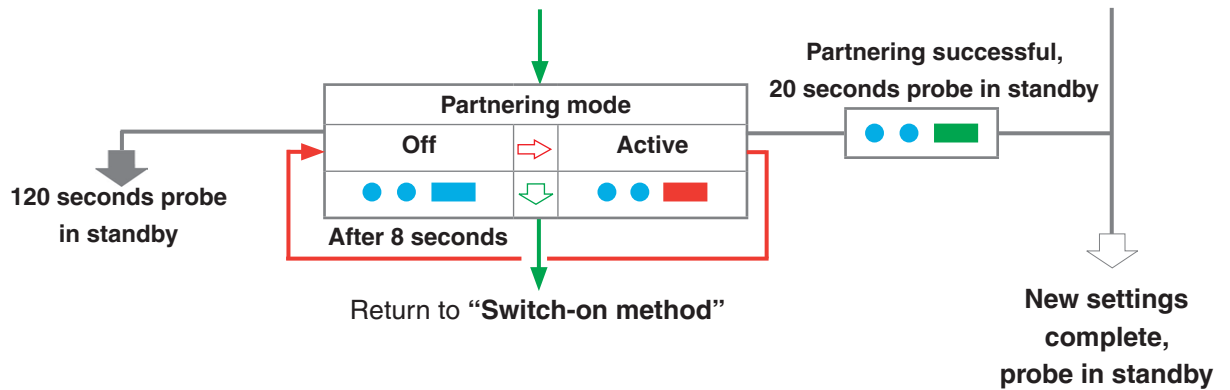 Partnering successful,
20 seconds probe in standby
Partnering mode
Off
Active
120 seconds probe
in standby
After 8 seconds
Return to “Switch-on method”
New settings
complete,
probe in standby